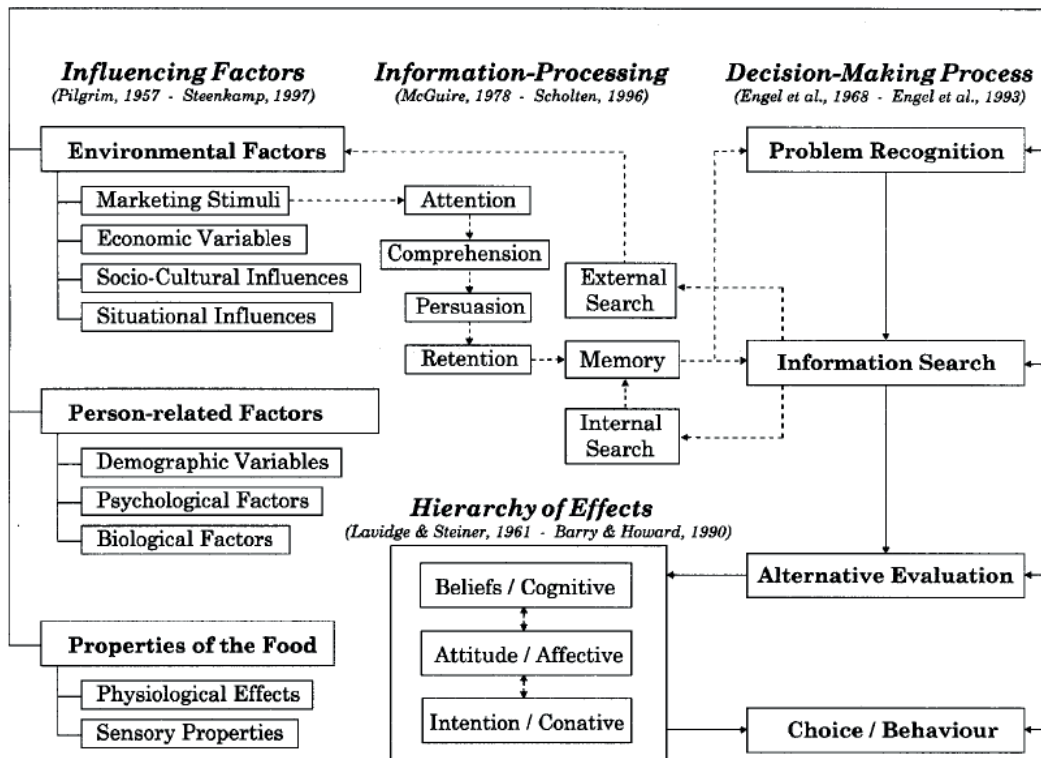 Influencing Factors
(Pilgrim, 1957 - Steenkamp, 1997)
Environmental Factors
Marketing Stimuli
Economic Variables
Socio-Cultural Influences
Situational Influences
Person-related Factors
Demographic Variables
Psychological Factors
Biological Factors
Properties of the Food
Physiological Effects
Sensory Properties
Information-Processing
(McGuire, 1978 - Scholten, 1996)
Attention
Comprehension
Persuasion
Retention
Memory
External
Search
Internal
Search
Hierarchy of Effects
(Lavidge & Steiner, 1961 - Barry & Howard, 1990)
Beliefs / Cognitive
Attitude / Affective
Intention / Conative
Decision-Making Process
(Engel et al., 1968 - Engel et al., 1993)
Problem Recognition
Information Search
Alternative Evaluation
Choice / Behaviour